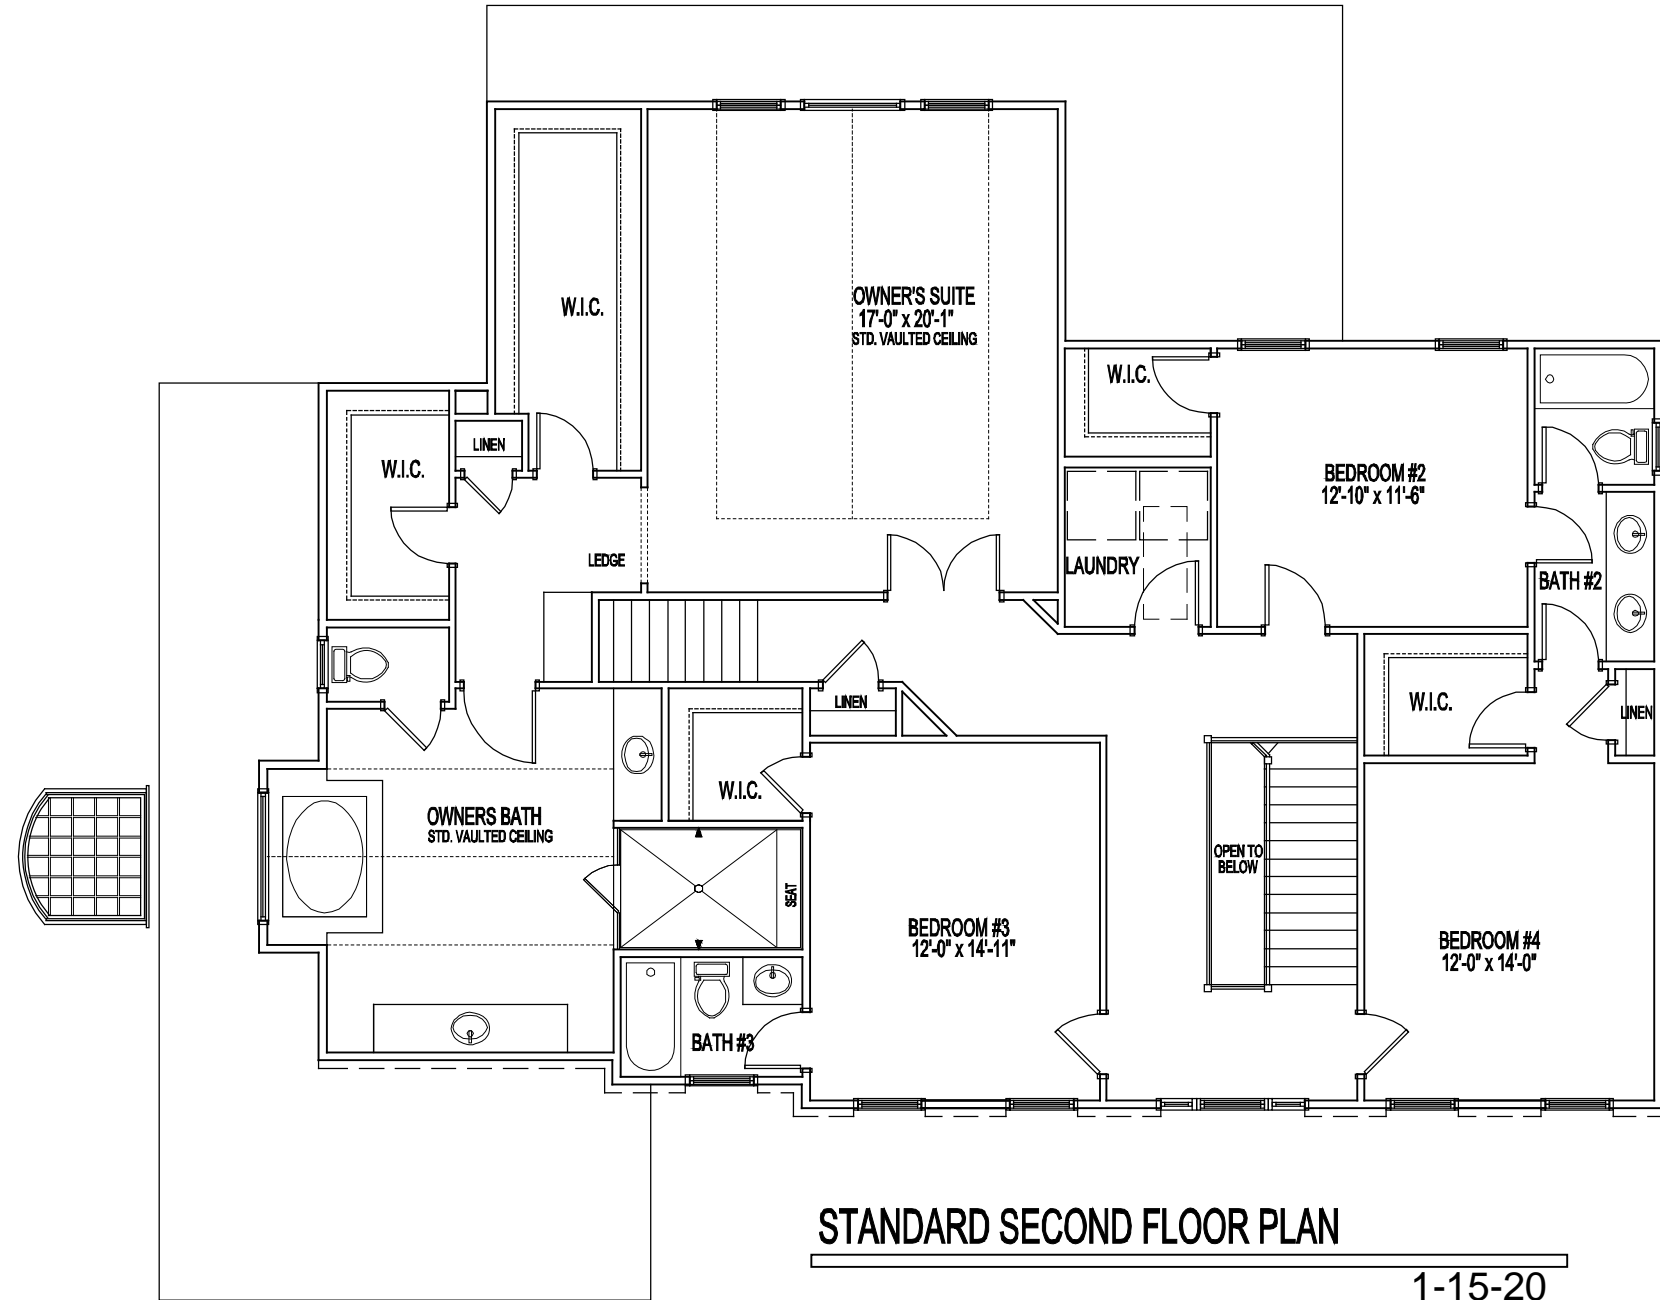 W.I.C.
OWNER'S SUITE
17'-0" x 20'-1"
STD. VAULTED CEILING
W.I.C.
LINEN
W.I.C.
BEDROOM #2
12'-10" x 11'-6"
LEDGE
LAUNDRY
BATH #2
W.I.C.
LINEN
LINEN
W.I.C.
OWNERS BATH
STD. VAULTED CEILING
OPEN TO
BELOW
SEAT
BEDROOM #3
12'-0" x 14'-11"
BEDROOM #4
12'-0" x 14'-0"
BATH #3
STANDARD SECOND FLOOR PLAN
1-15-20